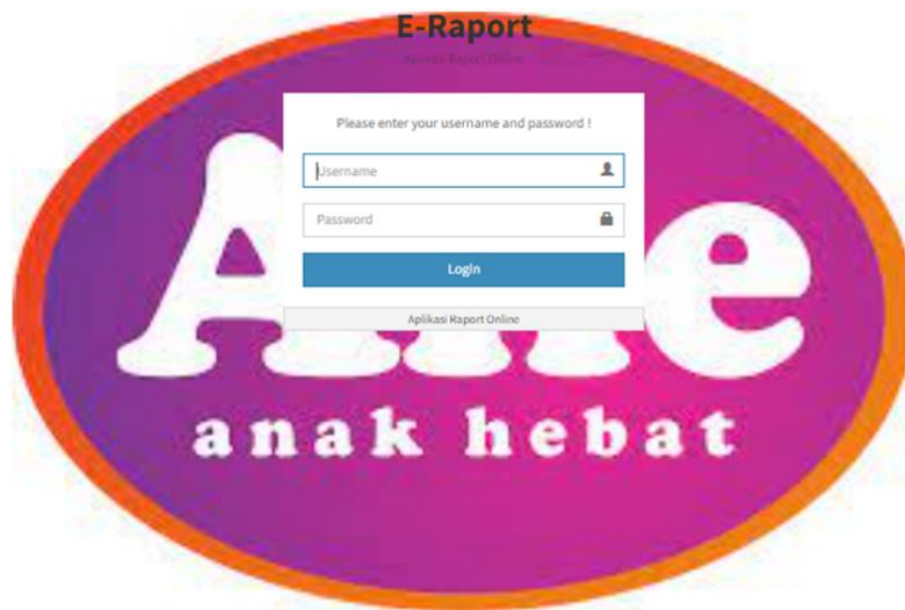 E-Raport
Aplikasi Raport Online
Please enter your username and password !
Username
Password
Login
Aplikasi Raport Online
anak hebat